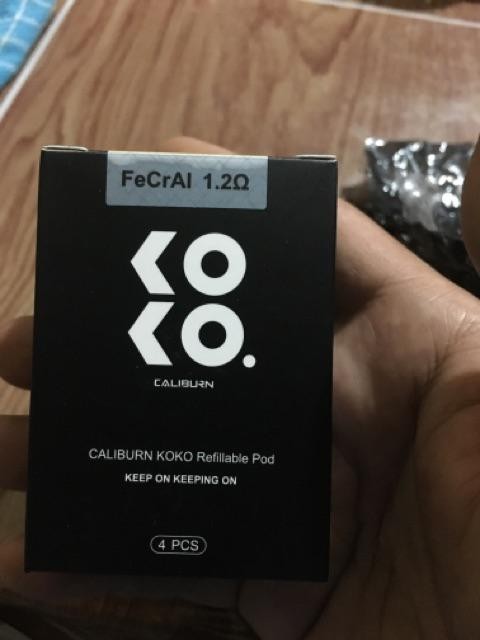 FeCrAl 1.2Ω
KO
KO.
CALIBURN
CALIBURN KOKO Refillable Pod
KEEP ON KEEPING ON
4 PCS